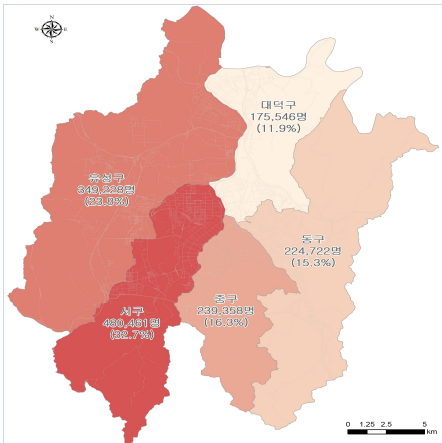 N
W
E
S
대덕구
175,546명
(11.9%)
유성구
349,228명
(23.8%)
동구
224,722명
(15.3%)
중구
239,358명
(16.3%)
서구
480,461명
(32.7%)
0 1.25 2.5 5
km